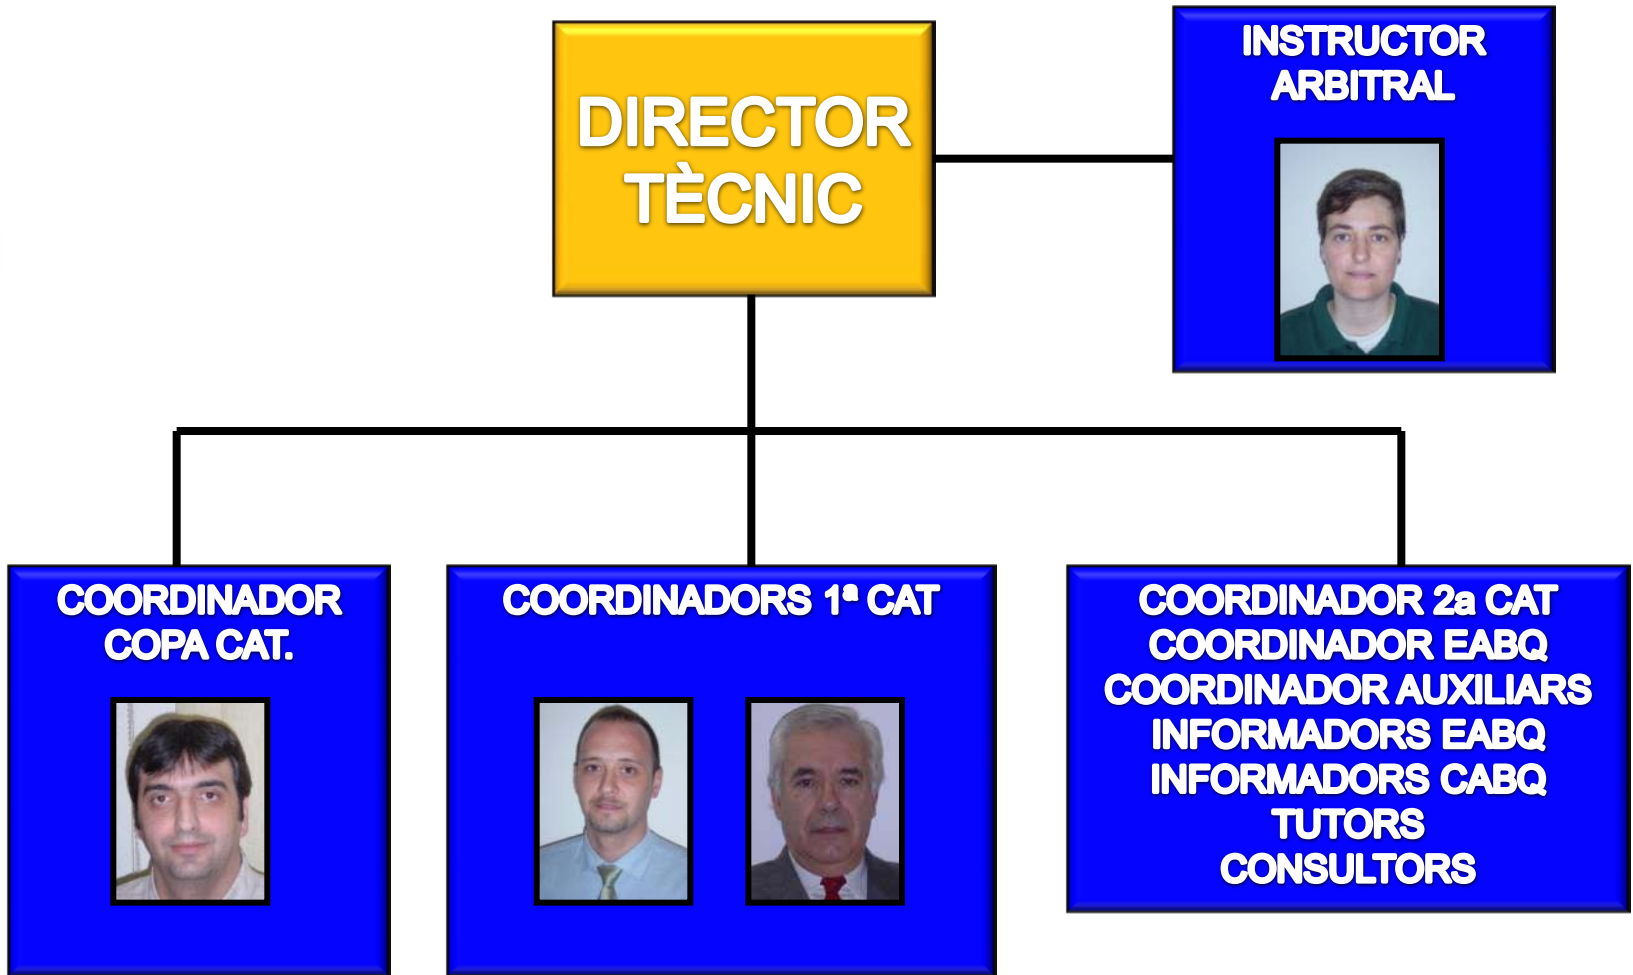 DIRECTOR
TÈCNIC
INSTRUCTOR
ARBITRAL
COORDINADOR
COPA CAT.
COORDINADORS 1ª CAT
COORDINADOR 2a CAT
COORDINADOR EABQ
COORDINADOR AUXILIARS
INFORMADORS EABQ
INFORMADORS CABQ
TUTORS
CONSULTORS